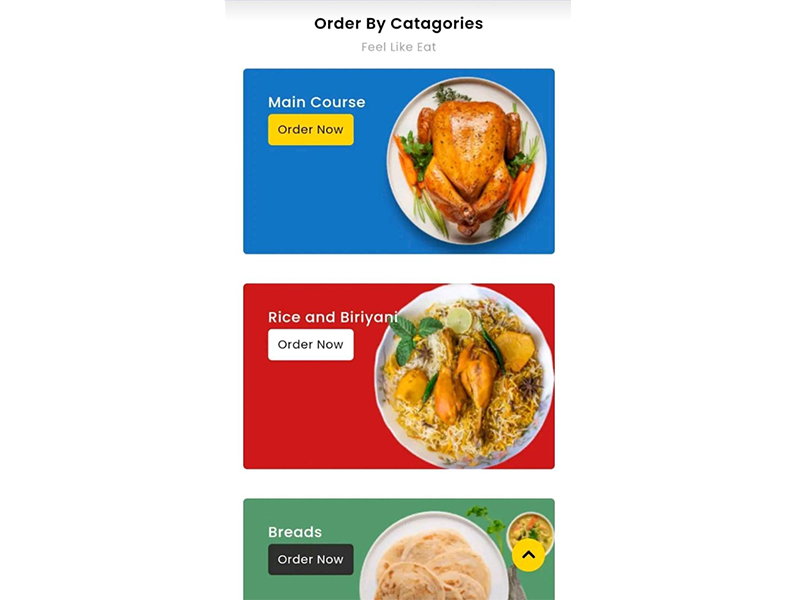 Order By Catagories
Feel Like Eat
Main Course
Order Now
Rice and Biriyani
Order Now
Breads
Order Now